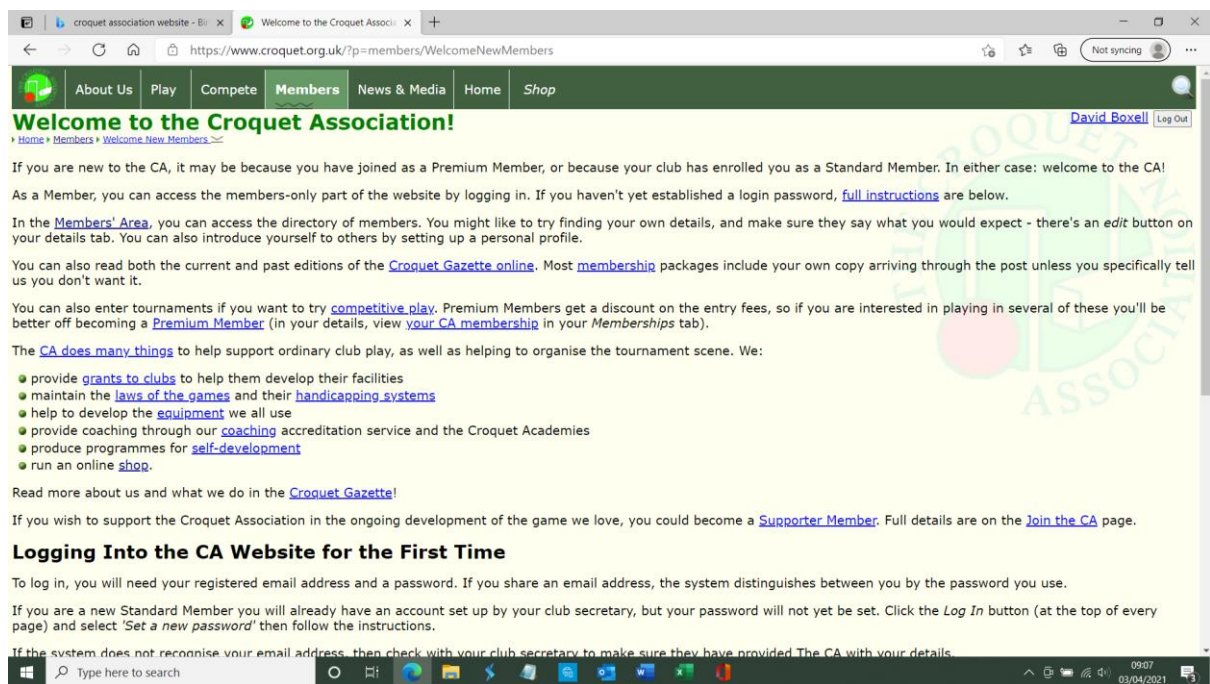 croquet association website - Bi
Welcome to the Croquet Associa
https://www.croquet.org.uk/?p=members/WelcomeNewMembers
Not syncing
About Us Play Compete Members News & Media Home Shop
Welcome to the Croquet Association!
David Boxell Log Out
Home Members Welcome New Members
If you are new to the CA, it may be because you have joined as a Premium Member, or because your club has enrolled you as a Standard Member. In either case: welcome to the CA!
As a Member, you can access the members-only part of the website by logging in. If you haven't yet established a login password, full instructions are below.
In the Members' Area, you can access the directory of members. You might like to try finding your own details, and make sure they say what you would expect - there's an edit button on
your details tab. You can also introduce yourself to others by setting up a personal profile.
You can also read both the current and past editions of the Croquet Gazette online. Most membership packages include your own copy arriving through the post unless you specifically tell
us you don't want it.
You can also enter tournaments if you want to try competitive play. Premium Members get a discount on the entry fees, so if you are interested in playing in several of these you'll be
better off becoming a Premium Member (in your details, view your CA membership in your Memberships tab).
The CA does many things to help support ordinary club play, as well as helping to organise the tournament scene. We:
provide grants to clubs to help them develop their facilities
maintain the laws of the games and their handicapping systems
help to develop the equipment we all use
provide coaching through our coaching accreditation service and the Croquet Academies
produce programmes for self-development
run an online shop.
Read more about us and what we do in the Croquet Gazette!
If you wish to support the Croquet Association in the ongoing development of the game we love, you could become a Supporter Member. Full details are on the Join the CA page.
Logging Into the CA Website for the First Time
To log in, you will need your registered email address and a password. If you share an email address, the system distinguishes between you by the password you use.
If you are a new Standard Member you will already have an account set up by your club secretary, but your password will not yet be set. Click the Log In button (at the top of every
page) and select 'Set a new password' then follow the instructions.
If the system does not recognise your email address, then check with your club secretary to make sure they have provided The CA with your details.
THE CROQUET ASSOCIATION
Type here to search
09:07
03/04/2021
3